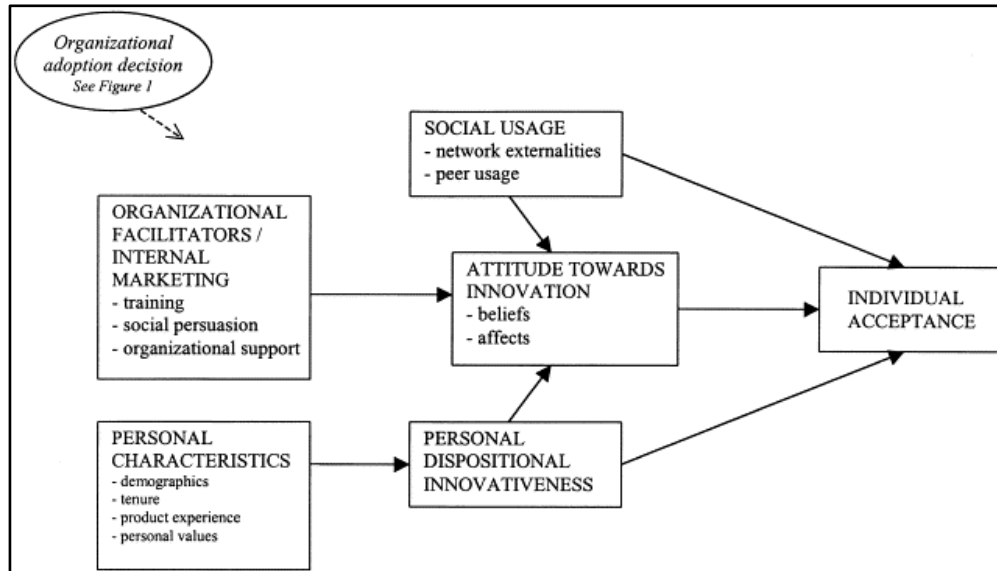 Organizational
adoption decision
See Figure 1
SOCIAL USAGE
- network externalities
- peer usage
ORGANIZATIONAL
FACILITATORS /
INTERNAL
MARKETING
- training
- social persuasion
- organizational support
ATTITUDE TOWARDS
INNOVATION
- beliefs
- affects
INDIVIDUAL
ACCEPTANCE
PERSONAL
CHARACTERISTICS
- demographics
- tenure
- product experience
- personal values
PERSONAL
DISPOSITIONAL
INNOVATIVENESS